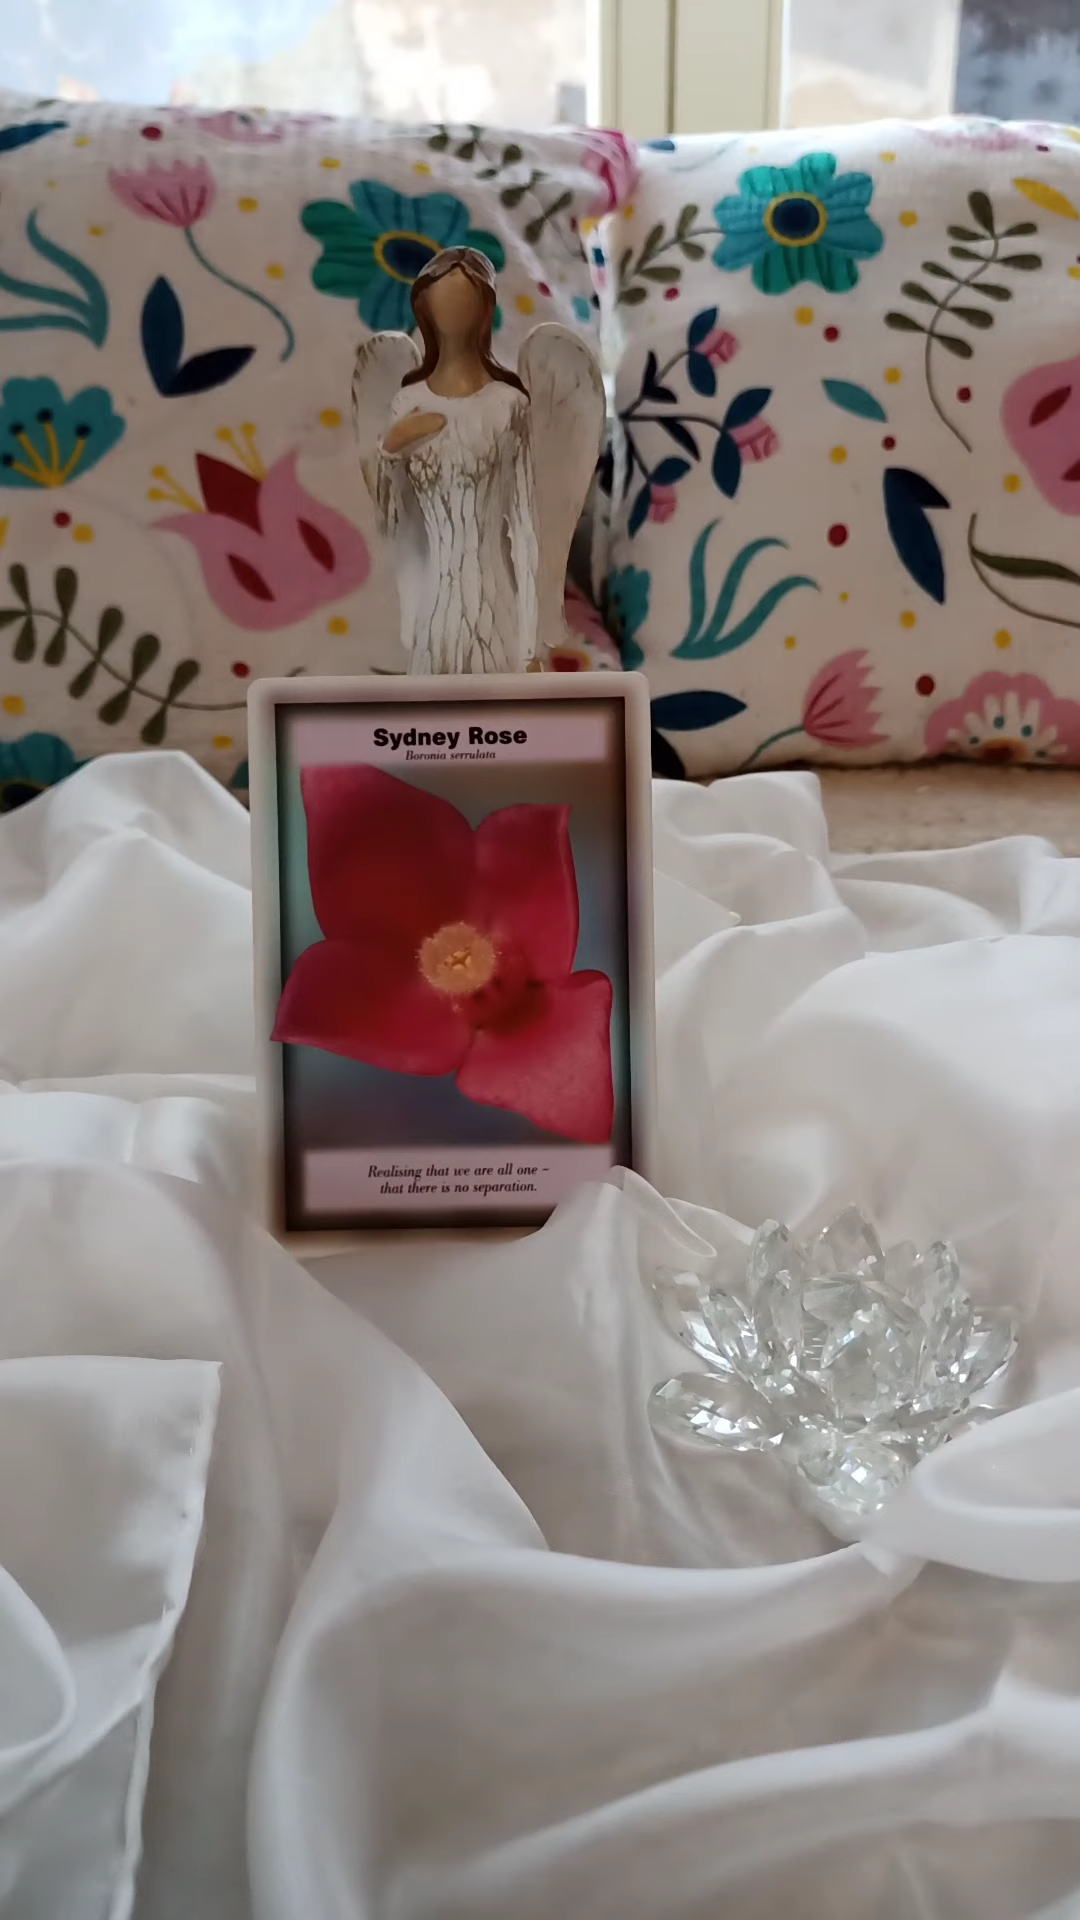 Sydney Rose
Boronia serrulata
Realising that we are all one –
that there is no separation.